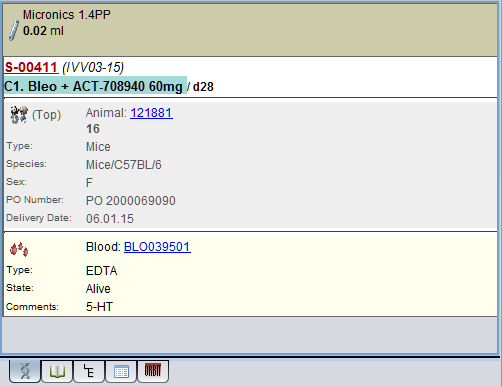 Micronics 1.4PP
0.02 ml
S-00411 (IVV03-15)
C1. Bleo + ACT-708940 60mg / d28
(Top) Animal: 121881
16
Type: Mice
Species: Mice/C57BL/6
Sex: F
PO Number: PO 2000069090
Delivery Date: 06.01.15
Blood: BLO039501
Type: EDTA
State: Alive
Comments: 5-HT